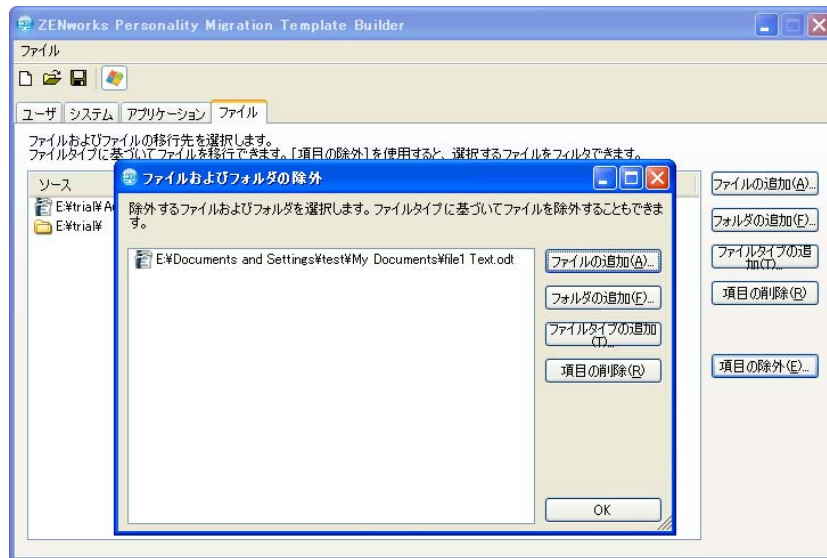 ZENworks Personality Migration Template Builder
ファイル
ユーザ システム アプリケーション ファイル
ファイルおよびファイルの移行先を選択します。
ファイルタイプに基づいてファイルを移行できます。[項目の除外]を使用すると、選択するファイルをフィルタできます。
ソース
E:¥trial¥A
E:¥trial¥
ファイルの追加(A)...
フォルダの追加(F)...
ファイルタイプの追
加(T)...
項目の削除(R)
項目の除外(E)...
ファイルおよびフォルダの除外
除外するファイルおよびフォルダを選択します。ファイルタイプに基づいてファイルを除外することもできま
す。
E:¥Documents and Settings¥test¥My Documents¥file1 Text.odt
ファイルの追加(A)...
フォルダの追加(F)...
ファイルタイプの追加
(T)...
項目の削除(R)
OK